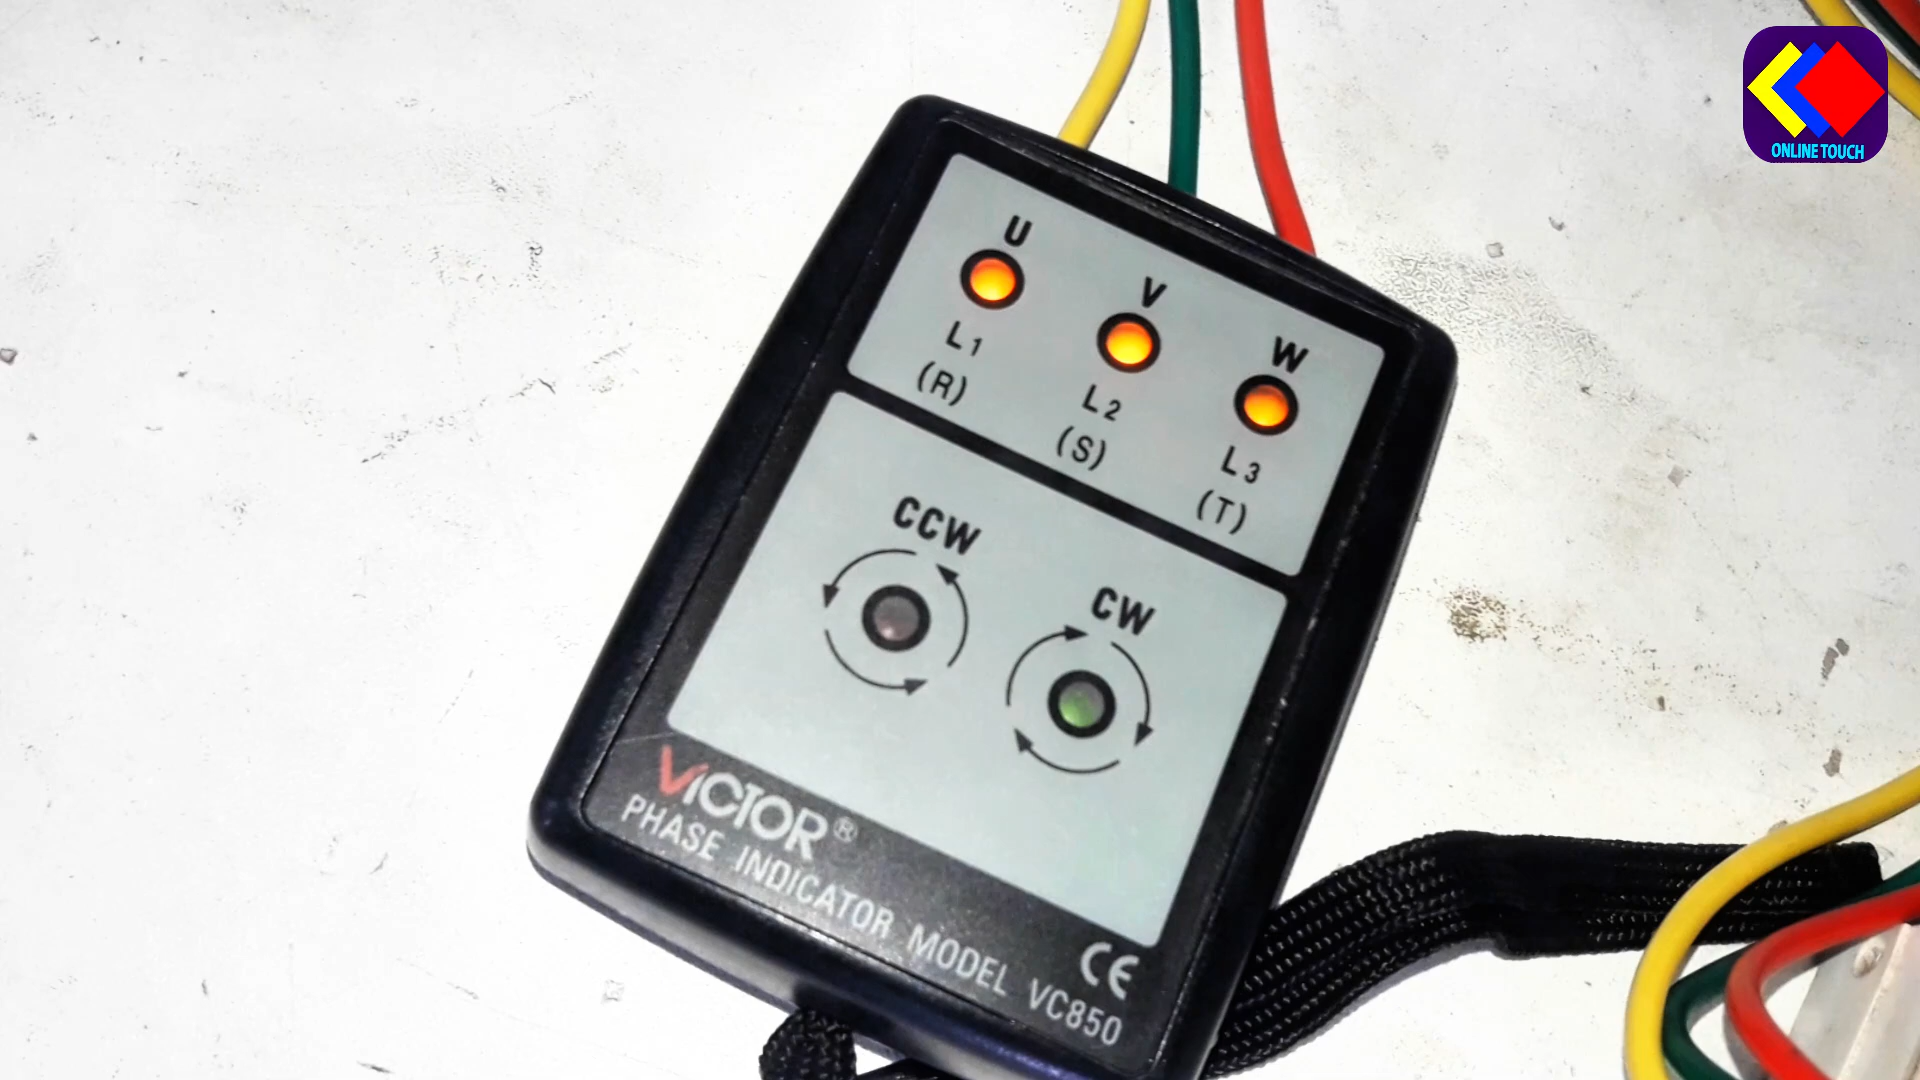 ONLINE TOUCH
U V W
L1 L2 L3
(R) (S) (T)
CCW CW
VICTOR®
PHASE INDICATOR MODEL VC850
CE